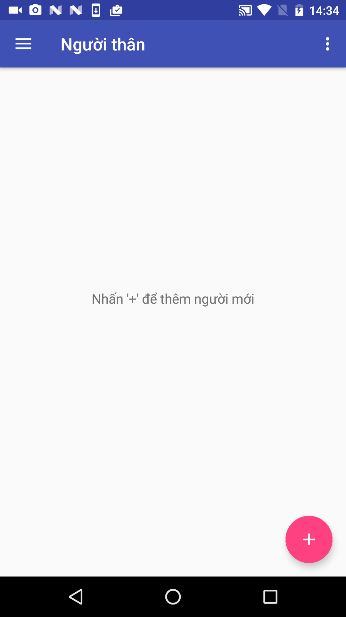 14:34
Người thân
Nhấn '+' để thêm người mới